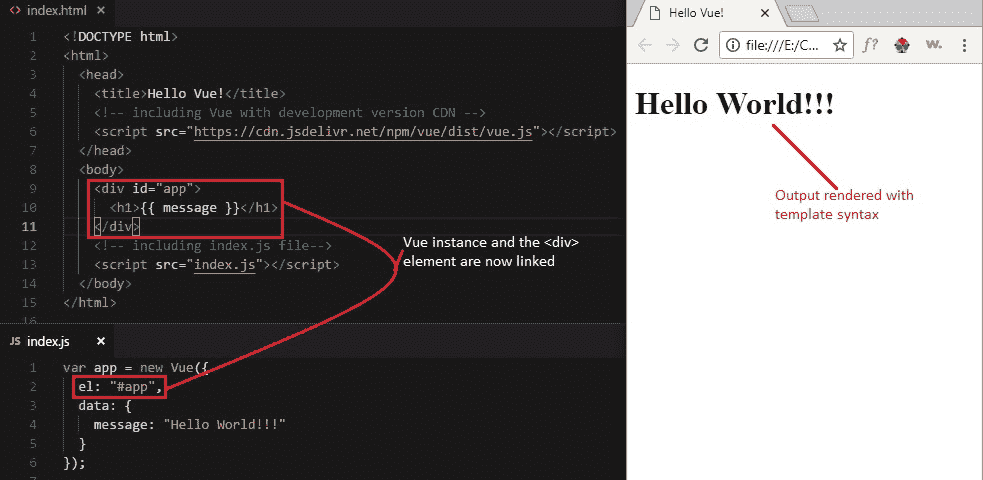 index.html ×
1 <!DOCTYPE html>
2 <html>
3 <head>
4 <title>Hello Vue!</title>
5 <!-- including Vue with development version CDN -->
6 <script src="https://cdn.jsdelivr.net/npm/vue/dist/vue.js"></script>
7 </head>
8 <body>
9 <div id="app">
10 <h1>{{ message }}</h1>
11 </div>
12 <!-- including index.js file-->
13 <script src="index.js"></script>
14 </body>
15 </html>
16
Vue instance and the <div>
element are now linked
JS index.js ×
1 var app = new Vue({
2 el: "#app",
3 data: {
4 message: "Hello World!!!"
5 }
6 });
Hello Vue! ×
file:///E:/C...
f?
w.
Hello World!!!
Output rendered with
template syntax